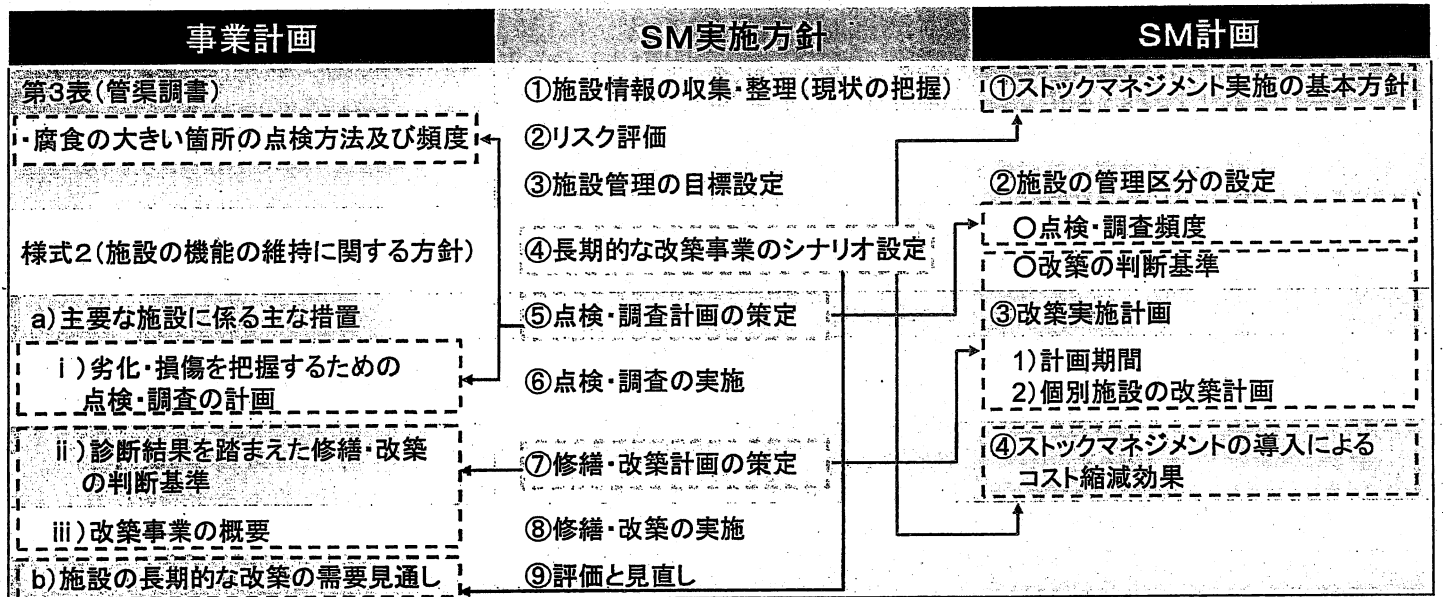 事業計画
第3表(管渠調書)
・腐食の大きい箇所の点検方法及び頻度
様式2(施設の機能の維持に関する方針)
a)主要な施設に係る主な措置
ⅰ)劣化・損傷を把握するための
点検・調査の計画
ⅱ)診断結果を踏まえた修繕・改築
の判断基準
ⅲ)改築事業の概要
b)施設の長期的な改築の需要見通し
SM実施方針
①施設情報の収集・整理(現状の把握)
②リスク評価
③施設管理の目標設定
④長期的な改築事業のシナリオ設定
⑤点検・調査計画の策定
⑥点検・調査の実施
⑦修繕・改築計画の策定
⑧修繕・改築の実施
⑨評価と見直し
SM計画
①ストックマネジメント実施の基本方針
②施設の管理区分の設定
○点検・調査頻度
○改築の判断基準
③改築実施計画
1)計画期間
2)個別施設の改築計画
④ストックマネジメントの導入による
コスト縮減効果